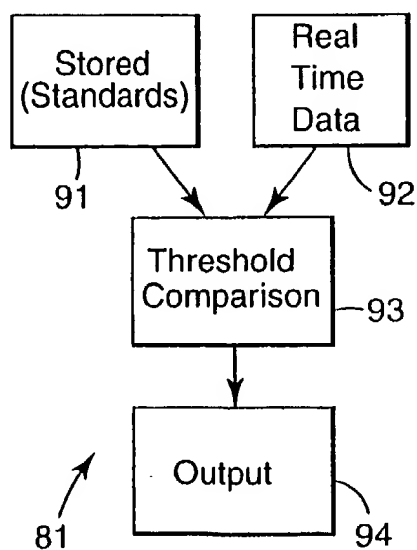 Stored
(Standards)
91
Real
Time
Data
92
Threshold
Comparison
93
Output
94
81